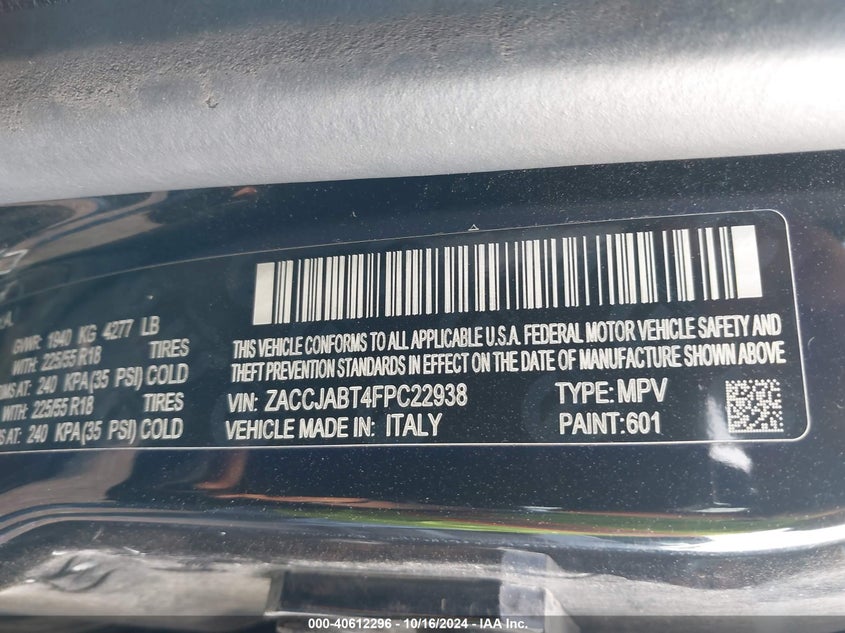 GVWR: 1940 KG 4277 LB
WITH: 225/55 R18 TIRES
AT: 240 KPA(35 PSI) COLD
WITH: 225/55 R18 TIRES
AT: 240 KPA(35 PSI) COLD
THIS VEHICLE CONFORMS TO ALL APPLICABLE U.S.A. FEDERAL MOTOR VEHICLE SAFETY AND
THEFT PREVENTION STANDARDS IN EFFECT ON THE DATE OF MANUFACTURE SHOWN ABOVE
VIN: ZACCJABT4FPC22938 TYPE: MPV
VEHICLE MADE IN: ITALY PAINT:601
000-40612296 - 10/16/2024 - IAA Inc.